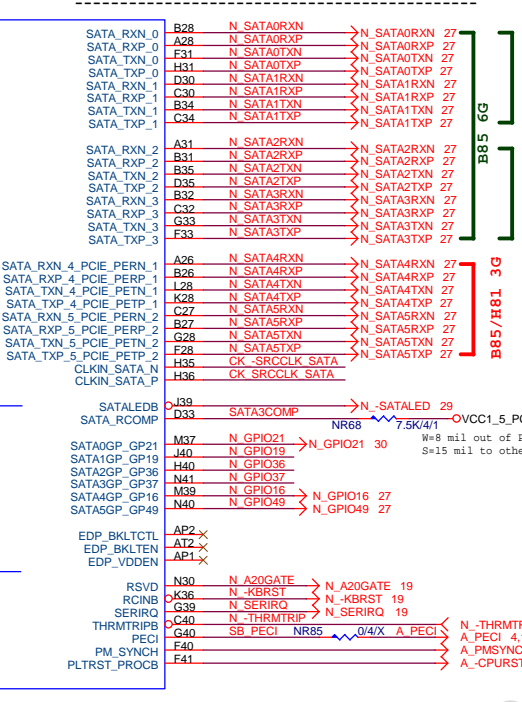 SATA_RXN_0 B28 N_SATA0RXN N_SATA0RXN 27
SATA_RXP_0 A28 N_SATA0RXP N_SATA0RXP 27
SATA_TXN_0 F31 N_SATA0TXN N_SATA0TXN 27
SATA_TXP_0 H31 N_SATA0TXP N_SATA0TXP 27
SATA_RXN_1 D30 N_SATA1RXN N_SATA1RXN 27
SATA_RXP_1 C30 N_SATA1RXP N_SATA1RXP 27
SATA_TXN_1 B34 N_SATA1TXN N_SATA1TXN 27
SATA_TXP_1 C34 N_SATA1TXP N_SATA1TXP 27
B85 6G
SATA_RXN_2 A31 N_SATA2RXN N_SATA2RXN 27
SATA_RXP_2 B31 N_SATA2RXP N_SATA2RXP 27
SATA_TXN_2 B35 N_SATA2TXN N_SATA2TXN 27
SATA_TXP_2 D35 N_SATA2TXP N_SATA2TXP 27
SATA_RXN_3 B32 N_SATA3RXN N_SATA3RXN 27
SATA_RXP_3 C32 N_SATA3RXP N_SATA3RXP 27
SATA_TXN_3 G33 N_SATA3TXN N_SATA3TXN 27
SATA_TXP_3 F33 N_SATA3TXP N_SATA3TXP 27
SATA_RXN_4_PCIE_PERN_1 A26 N_SATA4RXN N_SATA4RXN 27
SATA_RXP_4_PCIE_PERP_1 B26 N_SATA4RXP N_SATA4RXP 27
SATA_TXN_4_PCIE_PETN_1 L28 N_SATA4TXN N_SATA4TXN 27
SATA_TXP_4_PCIE_PETP_1 K28 N_SATA4TXP N_SATA4TXP 27
SATA_RXN_5_PCIE_PERN_2 C27 N_SATA5RXN N_SATA5RXN 27
SATA_RXP_5_PCIE_PERP_2 B27 N_SATA5RXP N_SATA5RXP 27
SATA_TXN_5_PCIE_PETN_2 G28 N_SATA5TXN N_SATA5TXN 27
SATA_TXP_5_PCIE_PETP_2 F28 N_SATA5TXP N_SATA5TXP 27
B85/H81 3G
CLKIN_SATA_N H35 CK_-SRCCLK_SATA
CLKIN_SATA_P H36 CK_SRCCLK_SATA
SATALEDB J39 N_-SATALED 29
SATA_RCOMP D33 SATA3COMP NR68 7.5K/4/1 VCC1_5_P
W=8 mil out of
S=15 mil to othe
SATA0GP_GP21 M37 N_GPIO21 N_GPIO21 30
SATA1GP_GP19 J40 N_GPIO19
SATA2GP_GP36 H40 N_GPIO36
SATA3GP_GP37 N41 N_GPIO37
SATA4GP_GP16 M39 N_GPIO16 N_GPIO16 27
SATA5GP_GP49 N40 N_GPIO49 N_GPIO49 27
EDP_BKLTCTL AP2
EDP_BKLTEN AT2
EDP_VDDEN AP1
RSVD N30 N_A20GATE N_A20GATE 19
RCINB K36 N_-KBRST N_-KBRST 19
SERIRQ G39 N_SERIRQ N_SERIRQ 19
THRMTRIPB C40 N_-THRMTRIP N_-THRMT
PECI G40 SB_PECI NR85 0/4/X A_PECI A_PECI 4,
PM_SYNCH F40 A_PMSYNC
PLTRST_PROCB F41 A_-CPURST